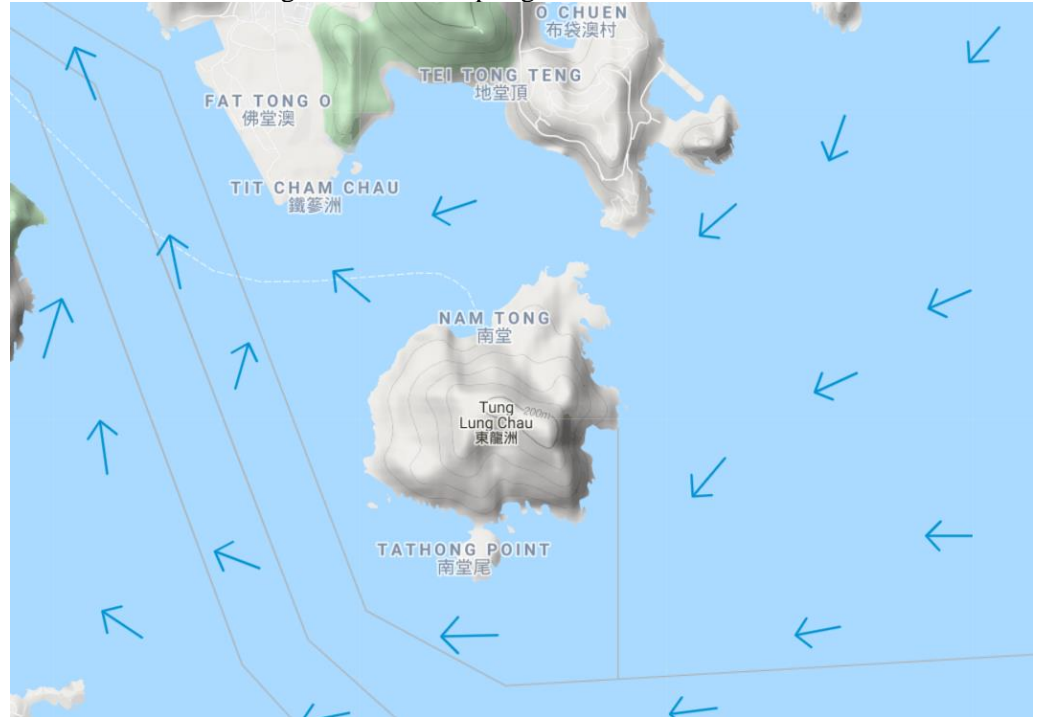 O CHUEN
布袋澳村
TEI TONG TENG
地堂頂
FAT TONG O
佛堂澳
TIT CHAM CHAU
鐵篸洲
NAM TONG
南堂
200m
Tung
Lung Chau
東龍洲
TATHONG POINT
南堂尾